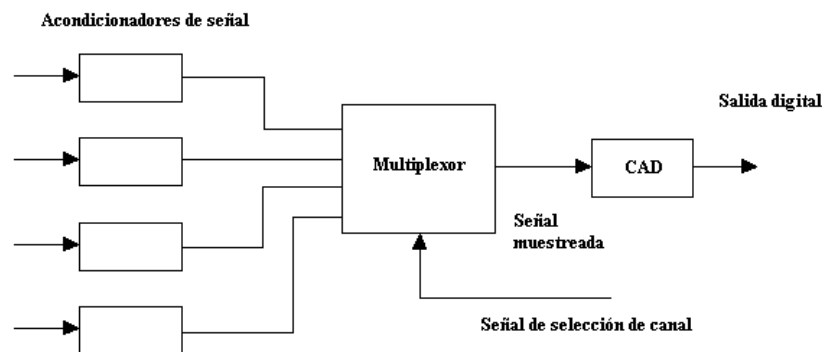 Acondicionadores de señal
Salida digital
Multiplexor
CAD
Señal
muestreada
Señal de selección de canal